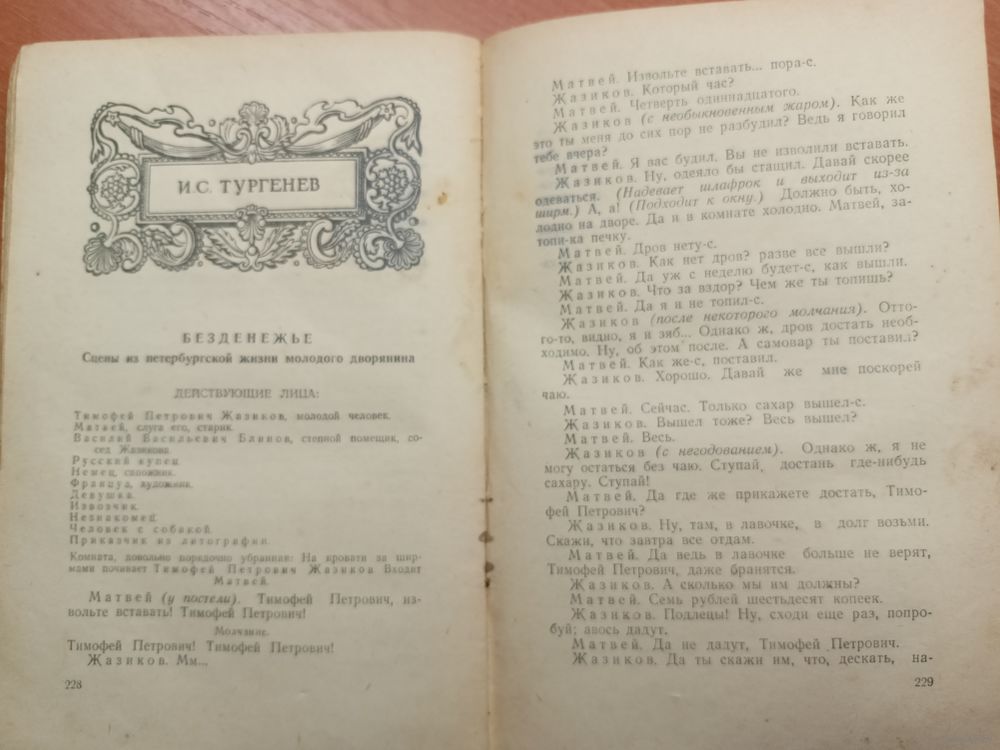 И.С. ТУРГЕНЕВ
БЕЗДЕНЕЖЬЕ
Сцены из петербургской жизни молодого дворянина
ДЕЙСТВУЮЩИЕ ЛИЦА:
Тимофей Петрович Жазиков, молодой человек.
Матвей, слуга его, старик.
Василий Васильевич Блинов, степной помещик, со-
сед Жазикова.
Русский купец.
Немец, сапожник.
Француз, художник.
Девушка.
Извозчик.
Незнакомец.
Человек с собакой.
Приказчик из литографии.
Комната, довольно порядочно убранная: На кровати за шир-
мами почивает Тимофей Петрович Жазиков Входит
Матвей.
Матвей (у постели). Тимофей Петрович, из-
вольте вставать! Тимофей Петрович!
Молчание.
Тимофей Петрович! Тимофей Петрович!
Жазиков. Мм...
228
Матвей. Извольте вставать... пора-с.
Жазиков. Который час?
Матвей. Четверть одиннадцатого.
Жазиков (с необыкновенным жаром). Как же
это ты меня до сих пор не разбудил? Ведь я говорил
тебе вчера?
Матвей. Я вас будил. Вы не изволили вставать.
Жазиков. Ну, одеяло бы стащил. Давай скорее
одеваться. (Надевает шлафрок и выходит из-за
ширм.) А, а! (Подходит к окну.) Должно быть, хо-
лодно на дворе. Да и в комнате холодно. Матвей, за-
топи-ка печку.
Матвей. Дров нету-с.
Жазиков. Как нет дров? разве все вышли?
Матвей. Да уж с неделю будет-с, как вышли.
Жазиков. Что за вздор? Чем же ты топишь?
Матвей. Да я и не топил-с.
Жазиков (после некоторого молчания). Отто-
го-то, видно, я и зяб... Однако ж, дров достать необ-
ходимо. Ну, об этом после. А самовар ты поставил?
Матвей. Как же-с, поставил.
Жазиков. Хорошо. Давай же мне поскорей
чаю.
Матвей. Сейчас. Только сахар вышел-с.
Жазиков. Вышел тоже? Весь вышел?
Матвей. Весь.
Жазиков (с негодованием). Однако ж, я не
могу остаться без чаю. Ступай, достань где-нибудь
сахару. Ступай!
Матвей. Да где же прикажете достать, Тимо-
фей Петрович?
Жазиков. Ну, там, в лавочке, в долг возьми.
Скажи, что завтра все отдам.
Матвей. Да ведь в лавочке больше не верят,
Тимофей Петрович, даже бранятся.
Жазиков. А сколько мы им должны?
Матвей. Семь рублей шестьдесят копеек.
Жазиков. Подлецы! Ну, сходи еще раз, попро-
буй; авось дадут.
Матвей. Да не дадут, Тимофей Петрович.
Жазиков. Да ты скажи им, что, дескать, на-
229